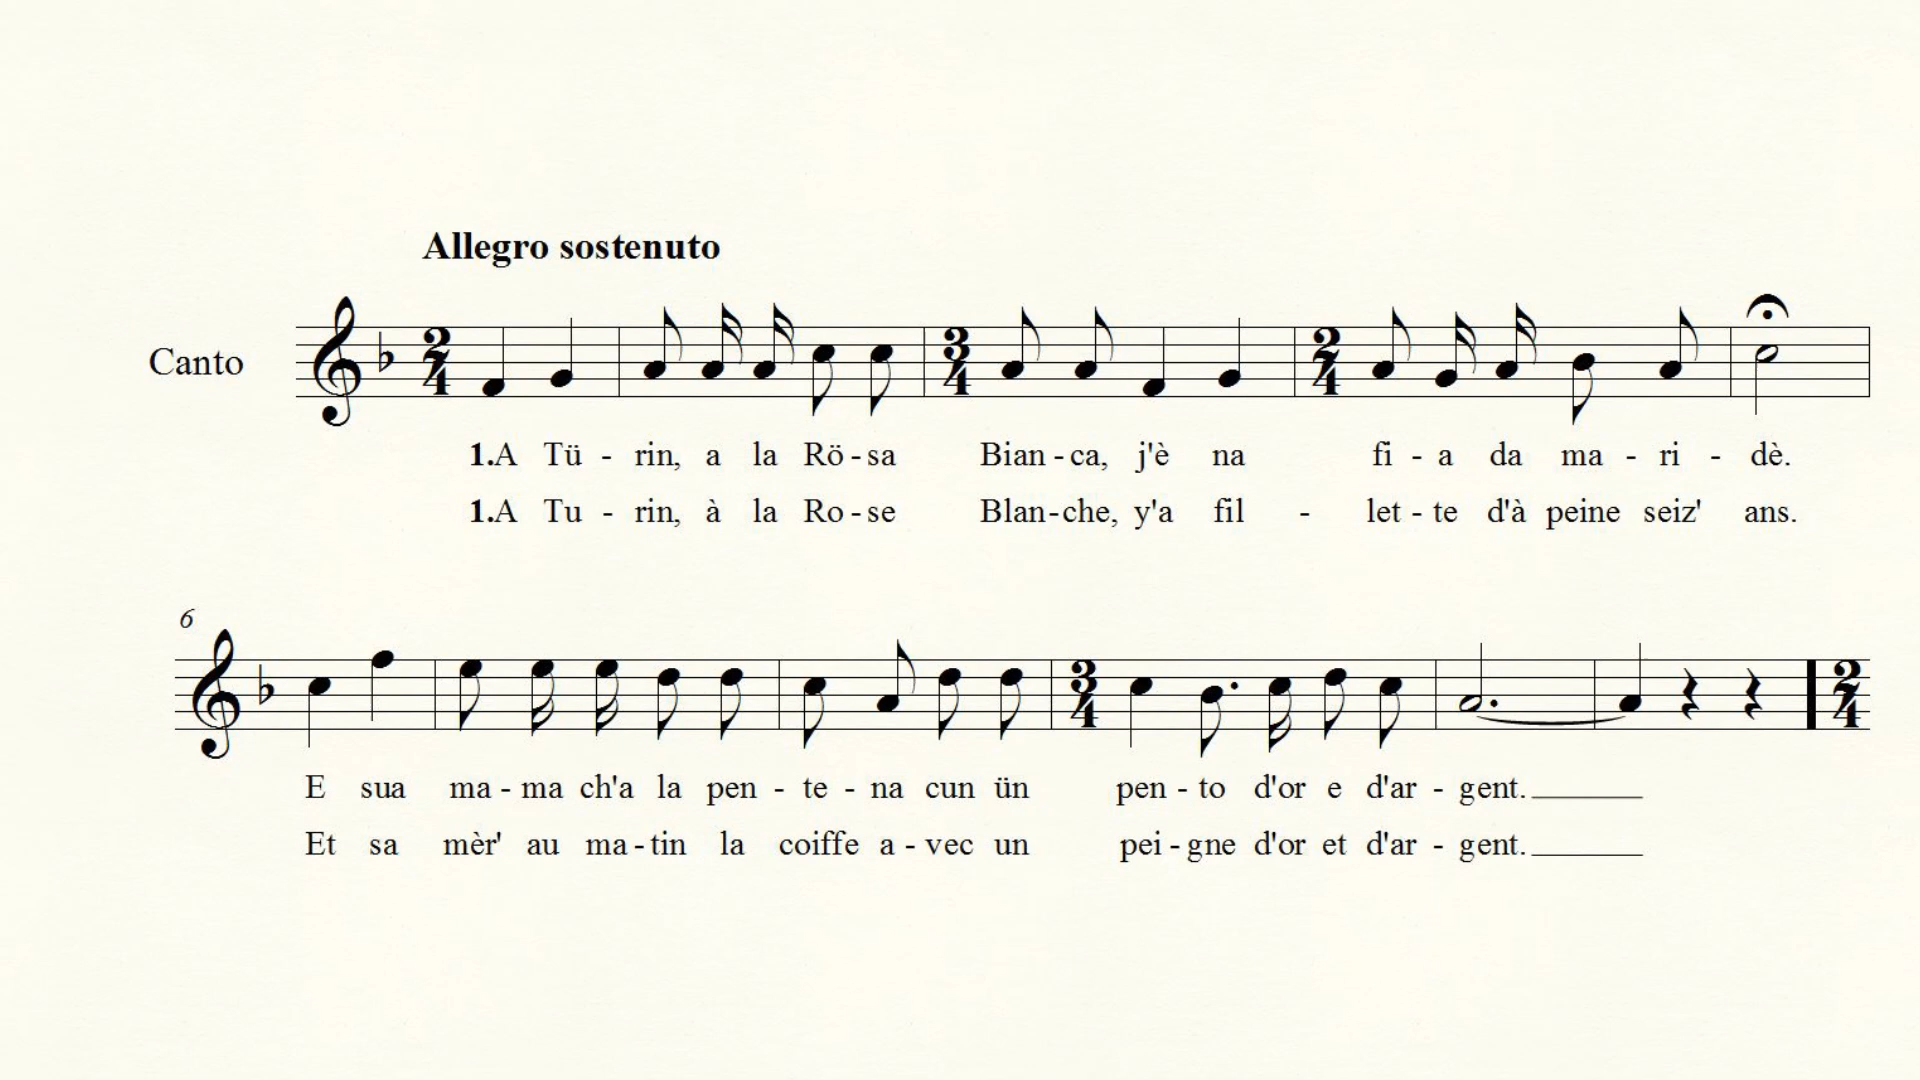 Allegro sostenuto
Canto
1.A Tü - rin, a la Rö - sa Bian - ca, j'è na fi - a da ma - ri - dè.
1.A Tu - rin, à la Ro - se Blan - che, y'a fil - let - te d'à peine seiz' ans.
6
E sua ma - ma ch'a la pen - te - na cun ün pen - to d'or e d'ar - gent.
Et sa mèr' au ma - tin la coiffe a - vec un pei - gne d'or et d'ar - gent.